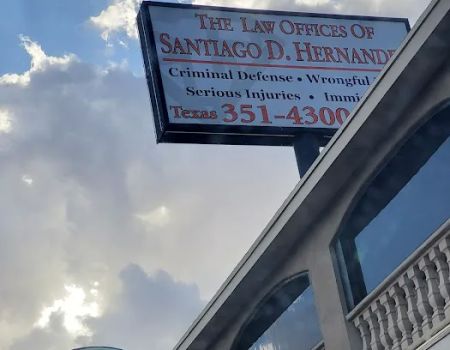 The Law Offices Of
Santiago D. Hernande
Criminal Defense • Wrongful
Serious Injuries • Immi
Texas 351-4300